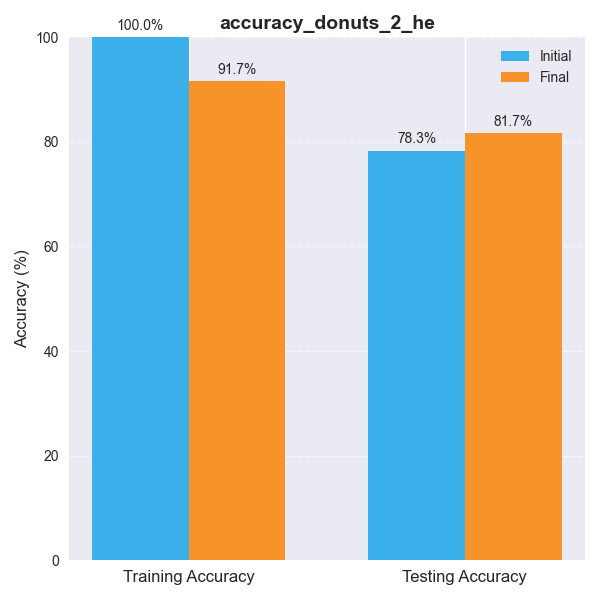 accuracy_donuts_2_he
100.0%
91.7%
78.3%
81.7%
Initial
Final
Accuracy (%)
100
80
60
40
20
0
Training Accuracy
Testing Accuracy